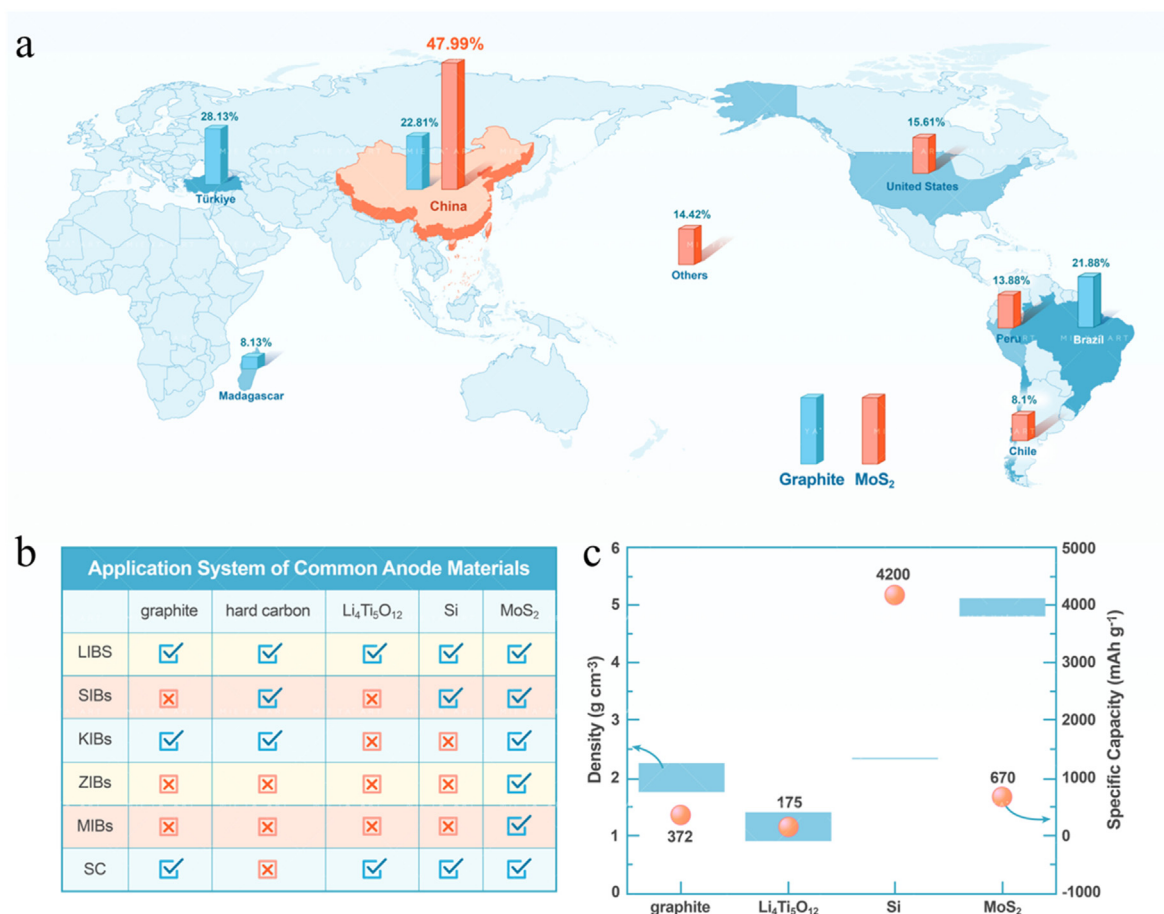 a
47.99%
28.13%
22.81%
15.61%
Türkiye
China
United States
14.42%
Others
21.88%
13.88%
Peru
Brazil
8.13%
Madagascar
8.1%
Chile
Graphite MoS₂
b
Application System of Common Anode Materials
graphite hard carbon Li₄Ti₅O₁₂ Si MoS₂
LIBS
SIBs
KIBs
ZIBs
MIBs
SC
c
6
5
4
3
2
1
0
Density (g cm⁻³)
372
175
4200
670
5000
4000
3000
2000
1000
0
-1000
Specific Capacity (mAh g⁻¹)
graphite Li₄Ti₅O₁₂ Si MoS₂